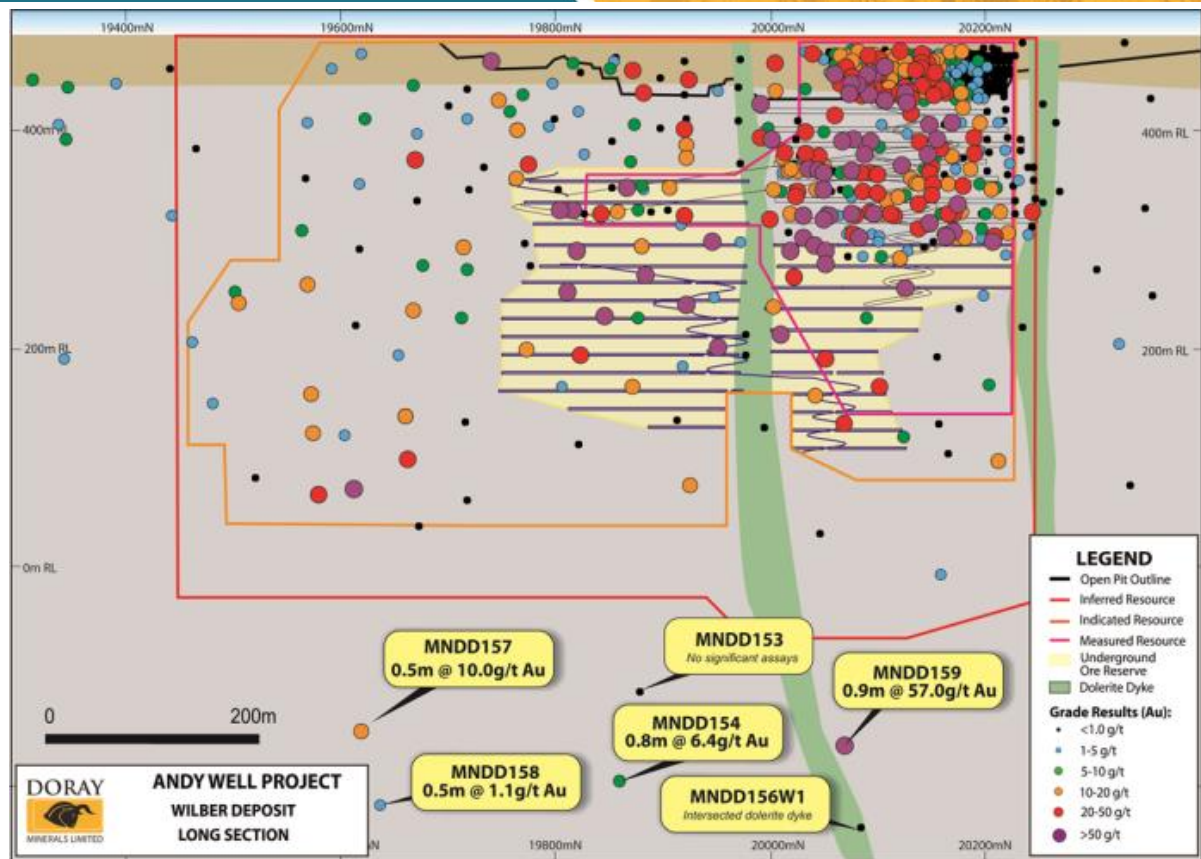 19400mN
19600mN
19800mN
20000mN
20200mN
400m RL
400m RL
200m RL
200m RL
0m RL
MNDD157
0.5m @ 10.0g/t Au
MNDD153
No significant assays
MNDD159
0.9m @ 57.0g/t Au
MNDD154
0.8m @ 6.4g/t Au
MNDD158
0.5m @ 1.1g/t Au
MNDD156W1
Intersected dolerite dyke
0
200m
DORAY
MINERALS LIMITED
ANDY WELL PROJECT
WILBER DEPOSIT
LONG SECTION
19800mN
20000mN
20200mN
LEGEND
Open Pit Outline
Inferred Resource
Indicated Resource
Measured Resource
Underground
Ore Reserve
Dolerite Dyke
Grade Results (Au):
<1.0 g/t
1-5 g/t
5-10 g/t
10-20 g/t
20-50 g/t
>50 g/t